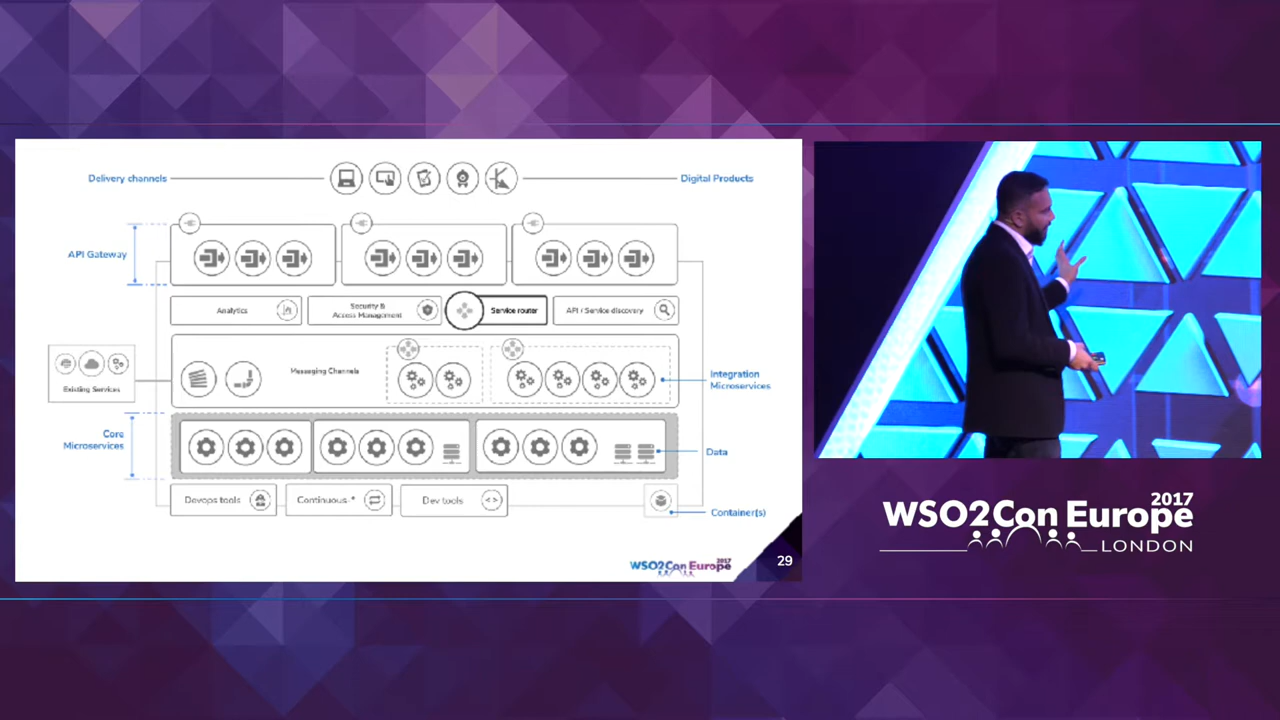 Delivery channels
Digital Products
API Gateway
Analytics
Security &
Access Management
Service router
API / Service discovery
Existing Services
Messaging Channels
Integration
Microservices
Core
Microservices
Data
Devops tools
Continuous-*
Dev tools
<>
Container(s)
WSO2Con Europe
2017
29
WSO2Con Europe
2017
LONDON